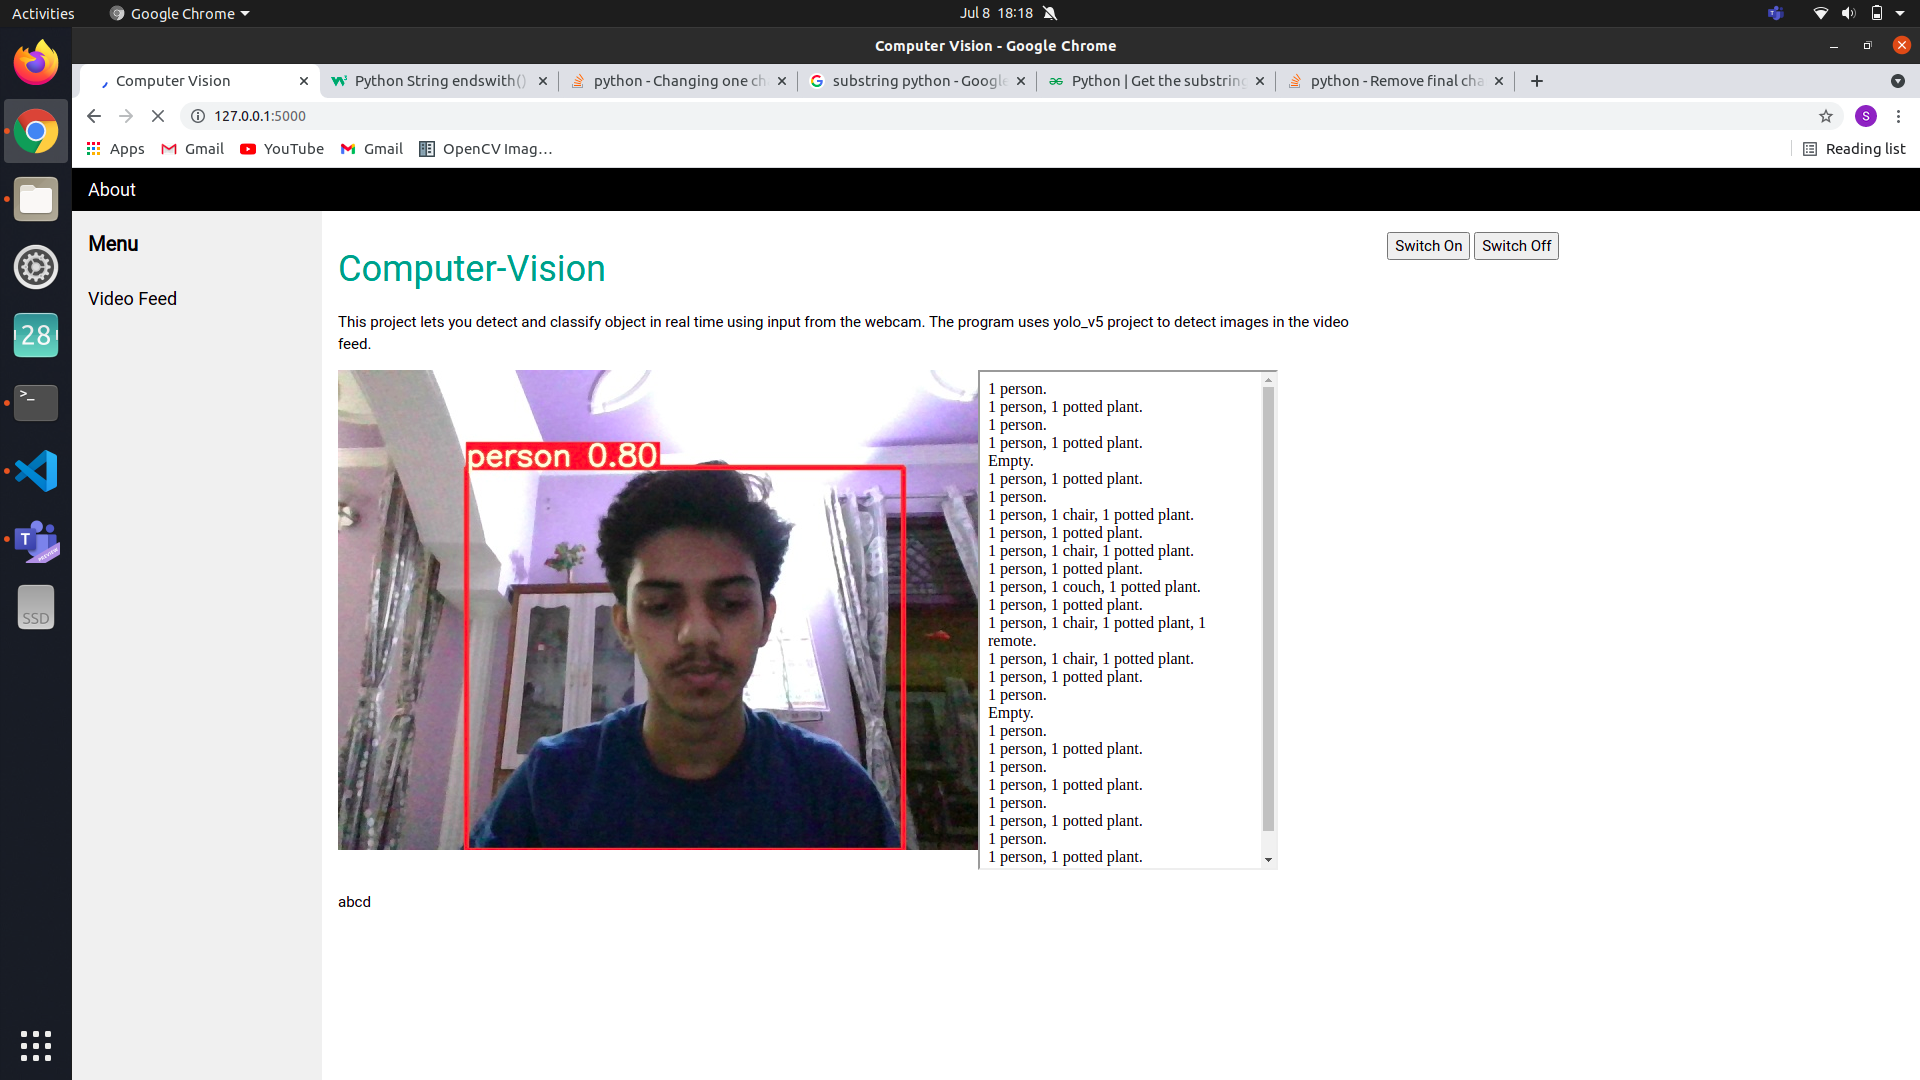 Activities
Google Chrome
Jul 8 18:18
Computer Vision - Google Chrome
Computer Vision
Python String endswith()
python - Changing one ch
substring python - Google
Python | Get the substring
python - Remove final cha
127.0.0.1:5000
S
Apps
Gmail
YouTube
Gmail
OpenCV Imag...
Reading list
About
Menu
Video Feed
Switch On
Switch Off
Computer-Vision
This project lets you detect and classify object in real time using input from the webcam. The program uses yolo_v5 project to detect images in the video
feed.
person 0.80
1 person.
1 person, 1 potted plant.
1 person.
1 person, 1 potted plant.
Empty.
1 person, 1 potted plant.
1 person.
1 person, 1 chair, 1 potted plant.
1 person, 1 potted plant.
1 person, 1 chair, 1 potted plant.
1 person, 1 potted plant.
1 person, 1 couch, 1 potted plant.
1 person, 1 potted plant.
1 person, 1 chair, 1 potted plant, 1
remote.
1 person, 1 chair, 1 potted plant.
1 person, 1 potted plant.
1 person.
Empty.
1 person.
1 person, 1 potted plant.
1 person.
1 person, 1 potted plant.
1 person.
1 person, 1 potted plant.
1 person.
1 person, 1 potted plant.
abcd
28
>_
T
PREVIEW
SSD